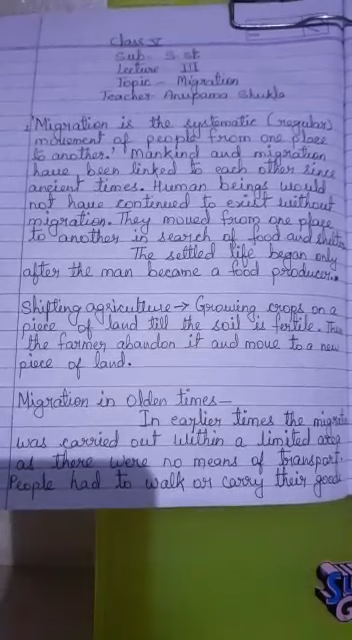 Class V
Sub- S.st.
Lecture III
Topic - Migration
Teacher- Anupama Shukla
"Migration is the systematic (regular)
movement of people from one place
to another." Mankind and migration
have been linked to each other since
ancient times. Human beings would
not have continued to exist without
migration. They moved from one place
to another in search of food and shelter
The settled life began only
after the man became a food producer.
Shifting agriculture → Growing crops on a
piece of land till the soil is fertile. Then
the farmer abandon it and move to a new
piece of land.
Migration in Olden times—
In earlier times the migrati
was carried out within a limited area
as there were no means of transport.
People had to walk or carry their goods